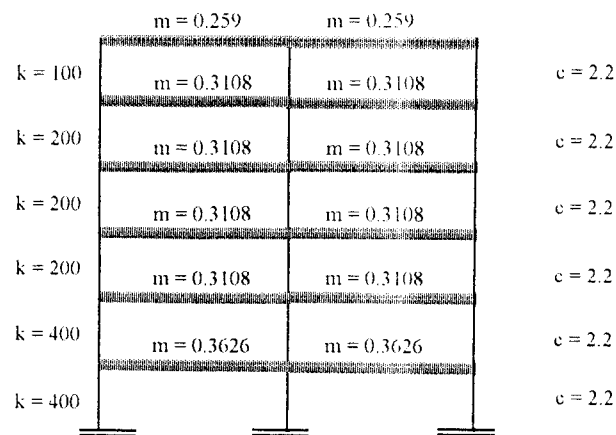 m = 0.259 m = 0.259
k = 100 m = 0.3108 m = 0.3108 c = 2.2
k = 200 m = 0.3108 m = 0.3108 c = 2.2
k = 200 m = 0.3108 m = 0.3108 c = 2.2
k = 200 m = 0.3108 m = 0.3108 c = 2.2
k = 400 m = 0.3626 m = 0.3626 c = 2.2
k = 400 c = 2.2